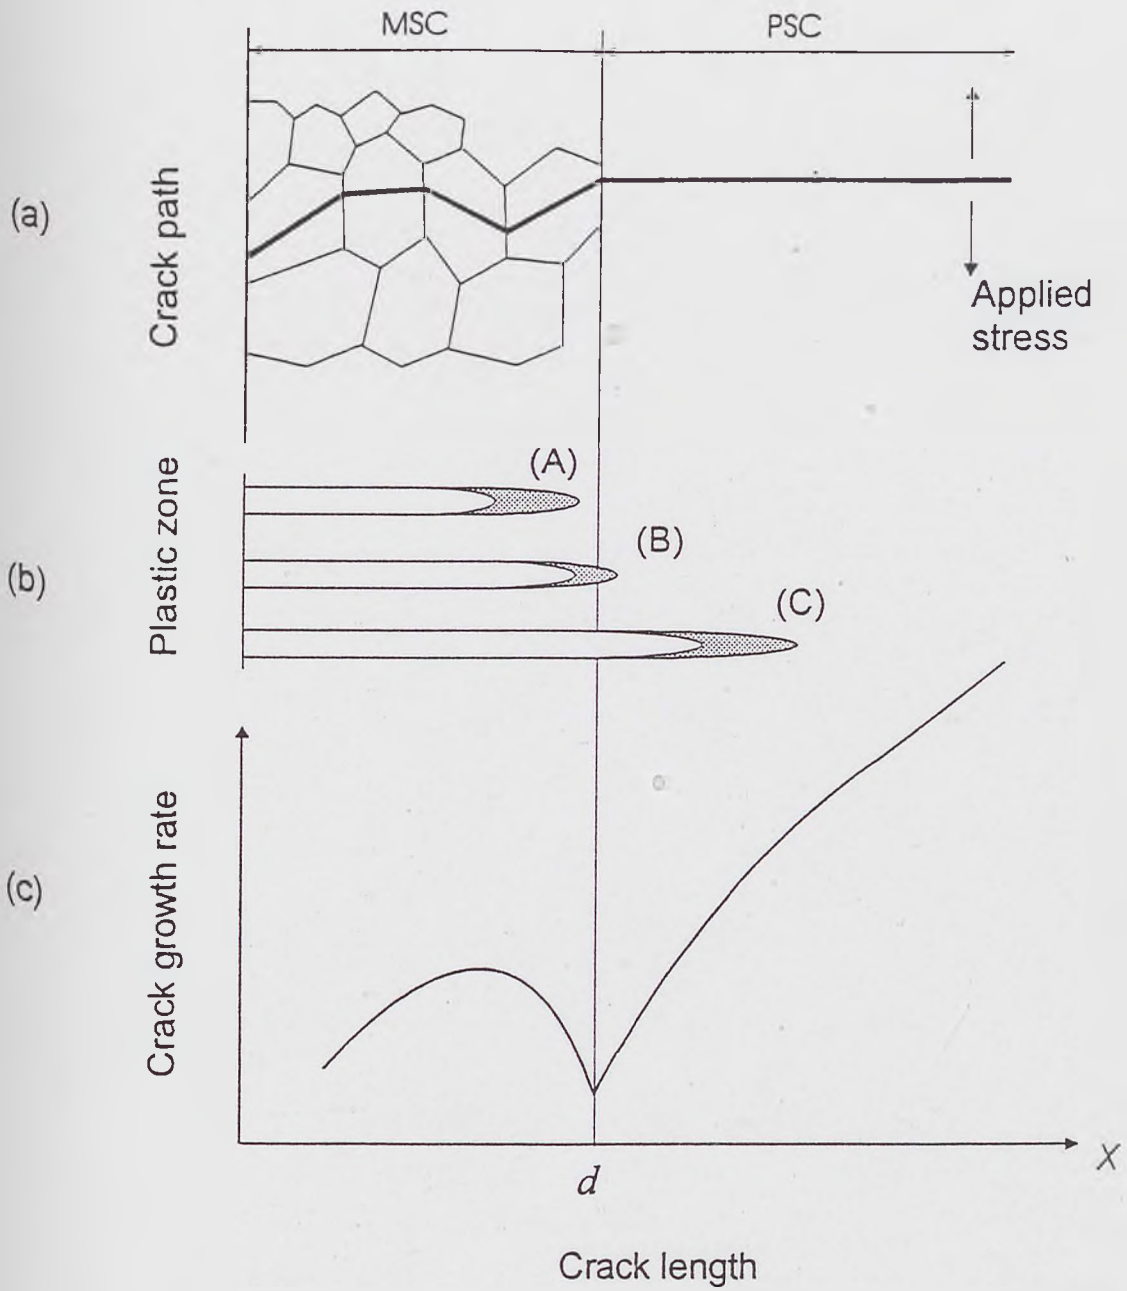 MSC
PSC
(a)
Crack path
Applied
stress
(b)
Plastic zone
(A)
(B)
(C)
(c)
Crack growth rate
X
d
Crack length